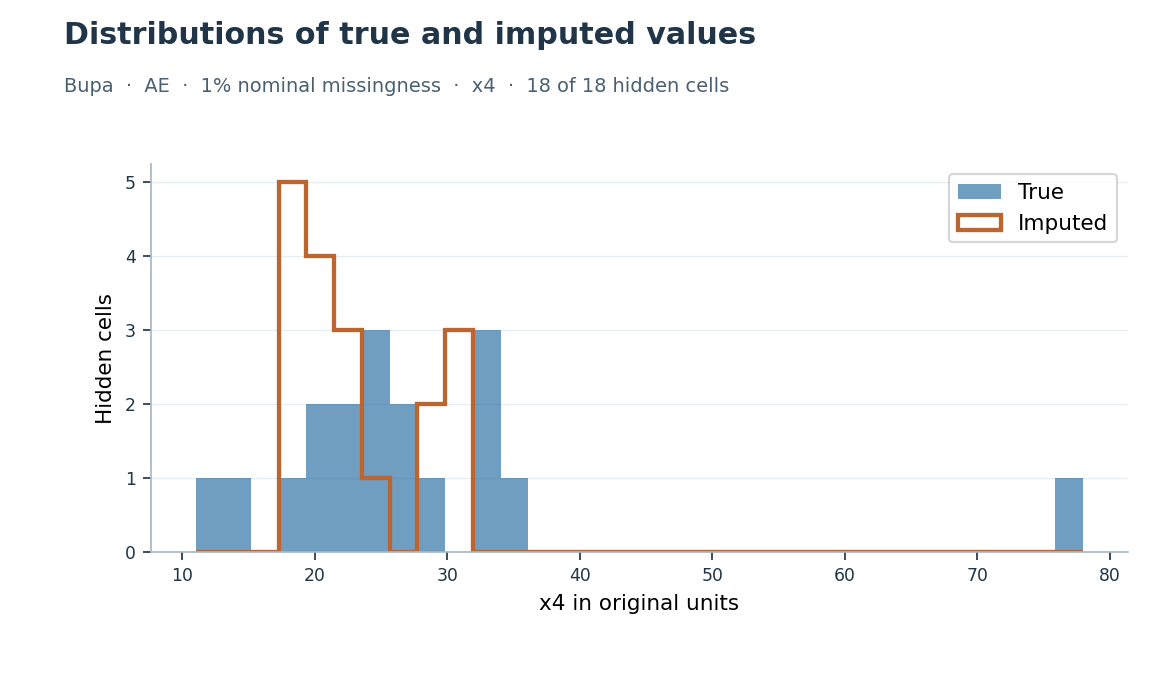 Distributions of true and imputed values
Bupa · AE · 1% nominal missingness · x4 · 18 of 18 hidden cells
True
Imputed
Hidden cells
5
4
3
2
1
0
10 20 30 40 50 60 70 80
x4 in original units